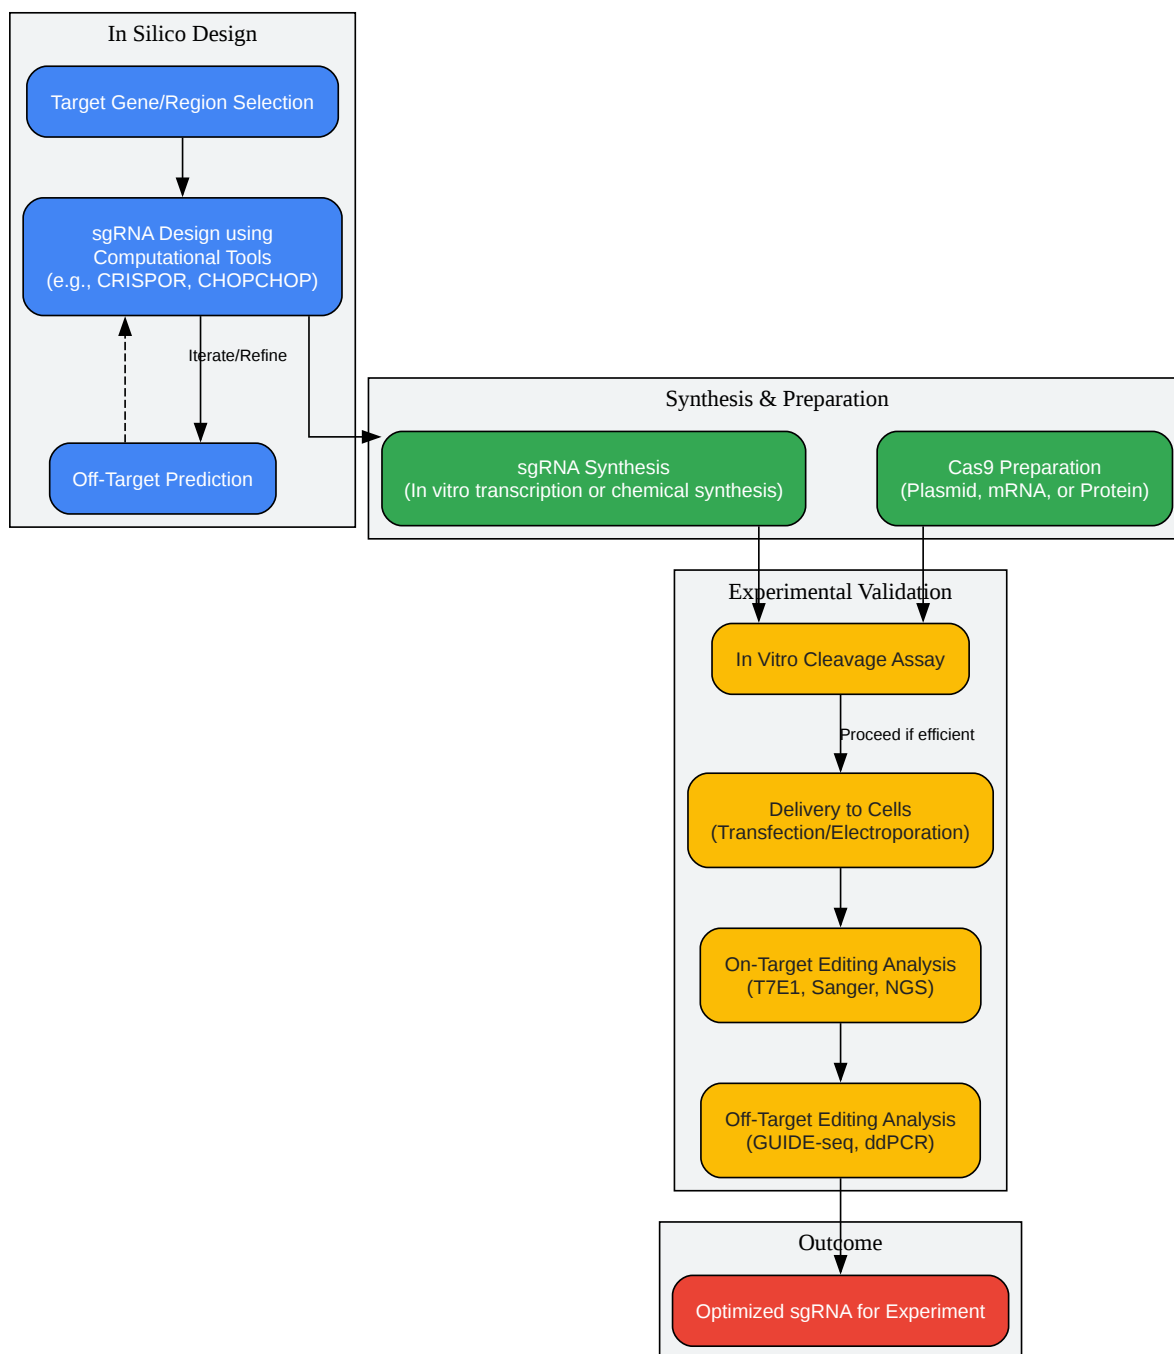 In Silico Design
Target Gene/Region Selection
sgRNA Design using
Computational Tools
(e.g., CRISPOR, CHOPCHOP)
Iterate/Refine
Off-Target Prediction
Synthesis & Preparation
sgRNA Synthesis
(In vitro transcription or chemical synthesis)
Cas9 Preparation
(Plasmid, mRNA, or Protein)
Experimental Validation
In Vitro Cleavage Assay
Proceed if efficient
Delivery to Cells
(Transfection/Electroporation)
On-Target Editing Analysis
(T7E1, Sanger, NGS)
Off-Target Editing Analysis
(GUIDE-seq, ddPCR)
Outcome
Optimized sgRNA for Experiment